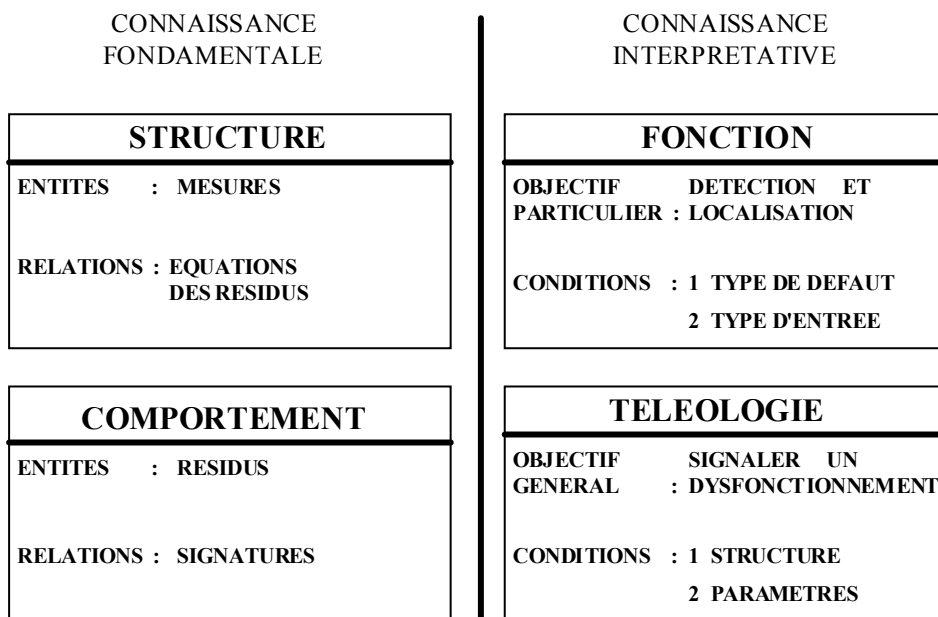 CONNAISSANCE
FONDAMENTALE
STRUCTURE
ENTITES : MESURES
RELATIONS : EQUATIONS
DES RESIDUS
COMPORTEMENT
ENTITES : RESIDUS
RELATIONS : SIGNATURES
CONNAISSANCE
INTERPRETATIVE
FONCTION
OBJECTIF DETECTION ET
PARTICULIER : LOCALISATION
CONDITIONS : 1 TYPE DE DEFAUT
2 TYPE D'ENTREE
TELEOLOGIE
OBJECTIF SIGNALER UN
GENERAL : DYSFONCTIONNEMENT
CONDITIONS : 1 STRUCTURE
2 PARAMETRES